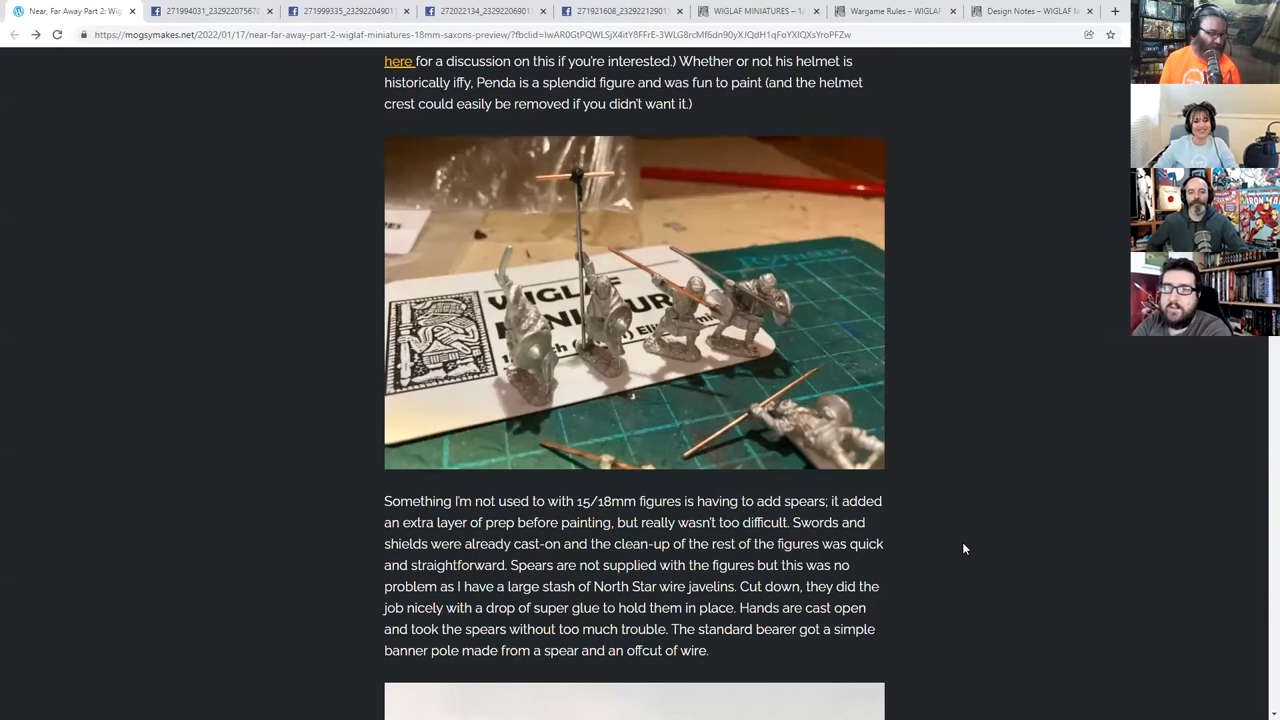 Near, Far Away Part 2: Wig
271994031_232922075678
271999335_232922049011
272022134_232922069011
271921608_232922129011
WIGLAF MINIATURES – 1/
Wargame Rules – WIGLAF
Design Notes – WIGLAF M
mogsymakes.net/2022/01/17/near-far-away-part-2-wiglaf-miniatures-18mm-saxons-preview/?fbclid=IwAR0GtPQWLSjX4itY8FFrE-3WLG8rcMf6dn90yX/QdH1qFoYXIQXsYroPFZw
here for a discussion on this if you're interested.) Whether or not his helmet is
historically iffy, Penda is a splendid figure and was fun to paint (and the helmet
crest could easily be removed if you didn't want it.)
WIGLAF
Something I'm not used to with 15/18mm figures is having to add spears; it added
an extra layer of prep before painting, but really wasn't too difficult. Swords and
shields were already cast-on and the clean-up of the rest of the figures was quick
and straightforward. Spears are not supplied with the figures but this was no
problem as I have a large stash of North Star wire javelins. Cut down, they did the
job nicely with a drop of super glue to hold them in place. Hands are cast open
and took the spears without too much trouble. The standard bearer got a simple
banner pole made from a spear and an offcut of wire.
IRON MAN